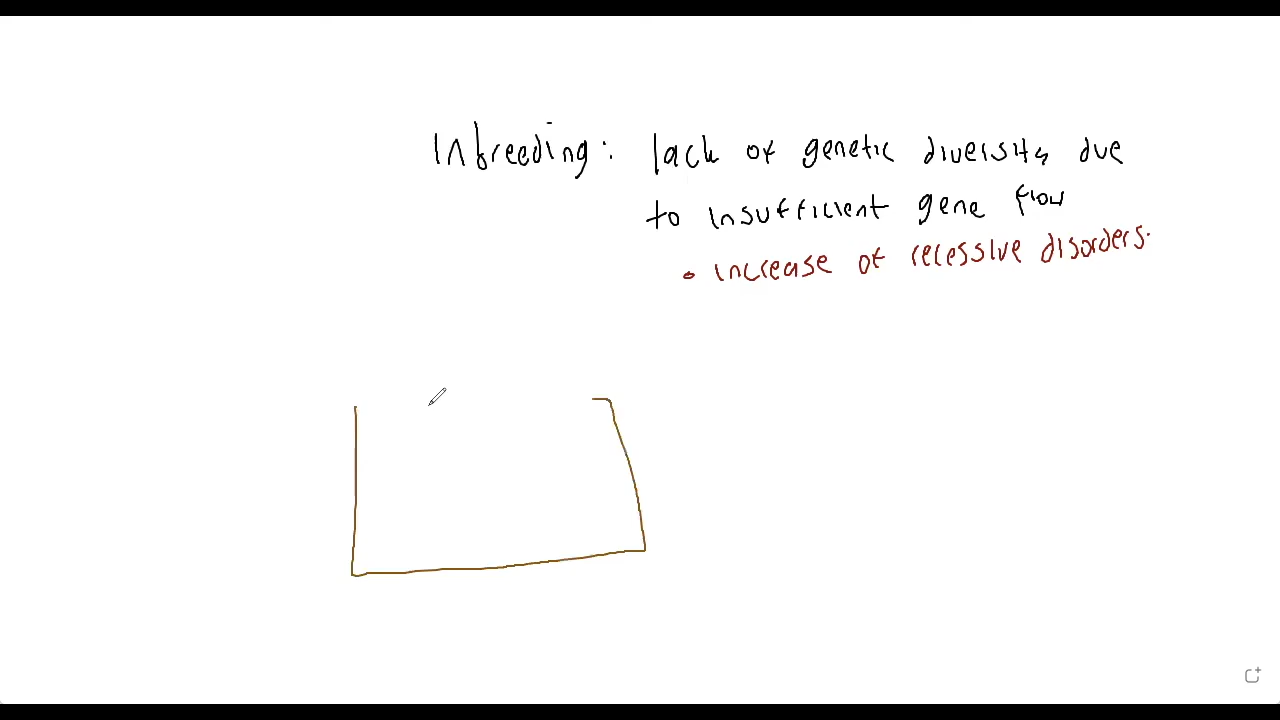 Inbreeding: lack of genetic diversity due
to insufficient gene flow
• increase of recessive disorders.